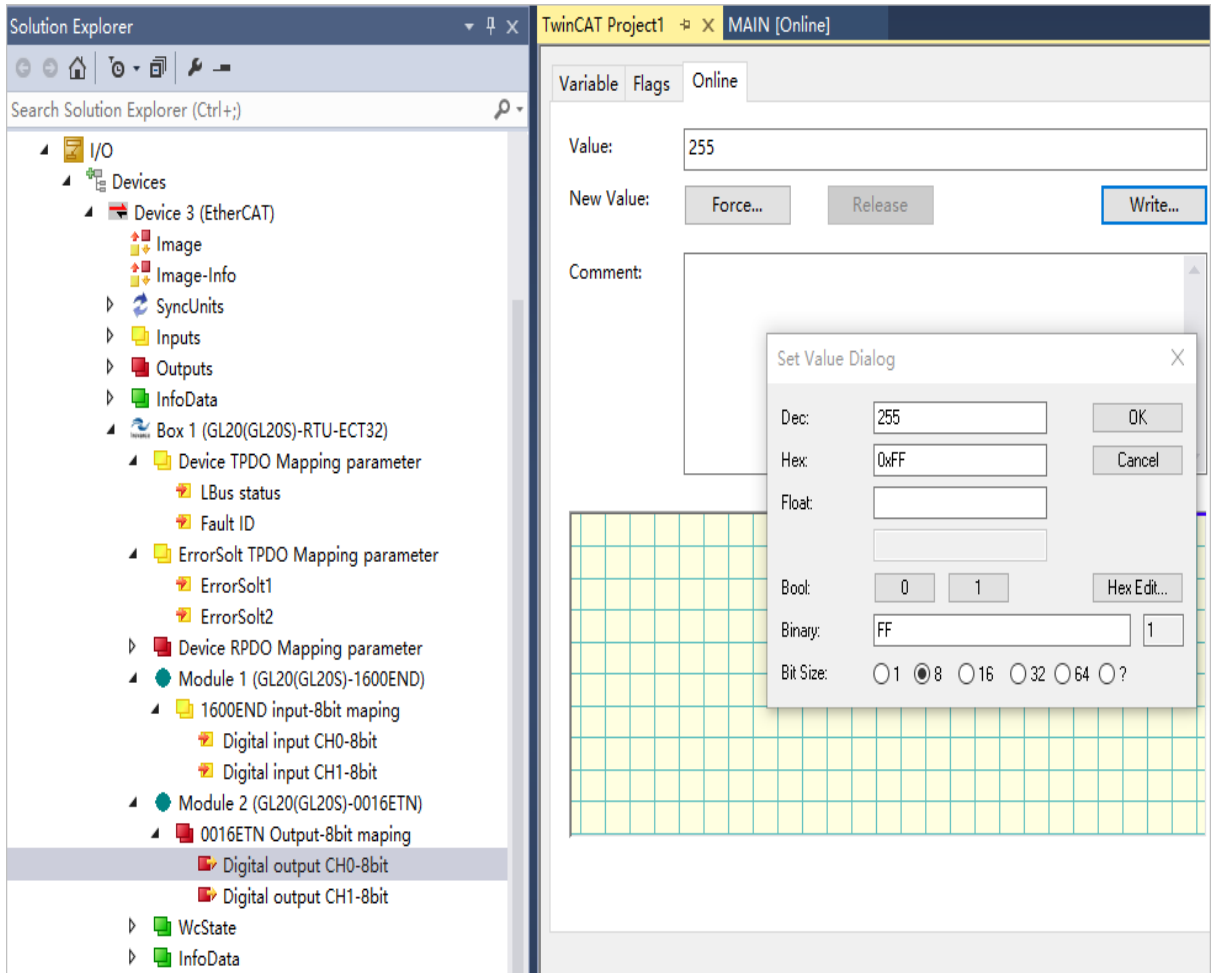 Solution Explorer
Search Solution Explorer (Ctrl+;)
I/O
Devices
Device 3 (EtherCAT)
Image
Image-Info
SyncUnits
Inputs
Outputs
InfoData
Box 1 (GL20(GL20S)-RTU-ECT32)
Device TPDO Mapping parameter
LBus status
Fault ID
ErrorSolt TPDO Mapping parameter
ErrorSolt1
ErrorSolt2
Device RPDO Mapping parameter
Module 1 (GL20(GL20S)-1600END)
1600END input-8bit maping
Digital input CH0-8bit
Digital input CH1-8bit
Module 2 (GL20(GL20S)-0016ETN)
0016ETN Output-8bit maping
Digital output CH0-8bit
Digital output CH1-8bit
WcState
InfoData
TwinCAT Project1 MAIN [Online]
Variable Flags Online
Value: 255
New Value: Force... Release Write...
Comment:
Set Value Dialog
Dec: 255 OK
Hex: 0xFF Cancel
Float:
Bool: 0 1 Hex Edit...
Binary: FF 1
Bit Size: 1 8 16 32 64 ?